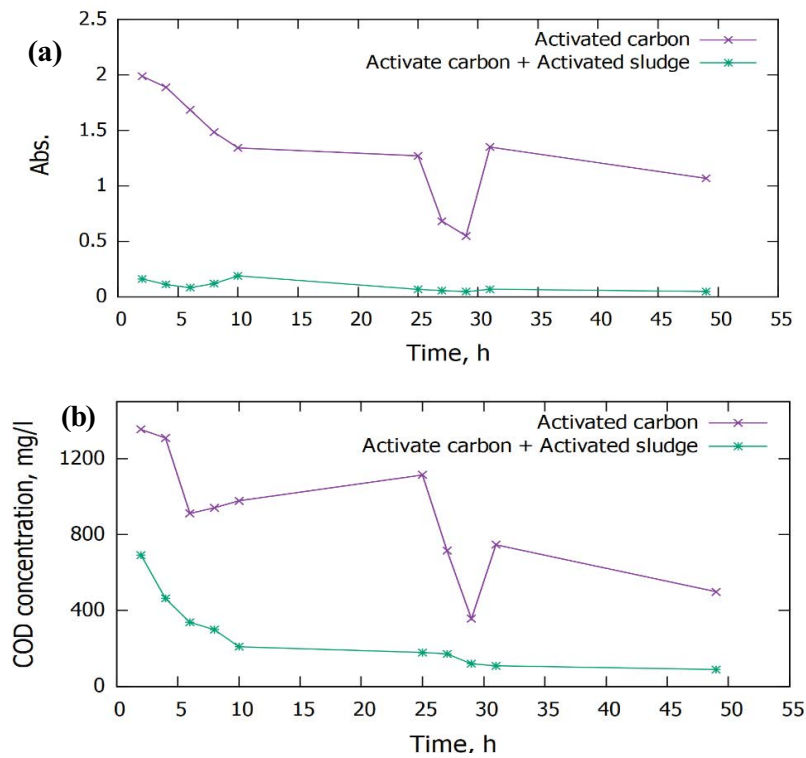 (a)
Abs.
2.5
2
1.5
1
0.5
0
Activated carbon
Activate carbon + Activated sludge
0 5 10 15 20 25 30 35 40 45 50 55
Time, h
(b)
COD concentration, mg/l
1200
800
400
0
Activated carbon
Activate carbon + Activated sludge
0 5 10 15 20 25 30 35 40 45 50 55
Time, h